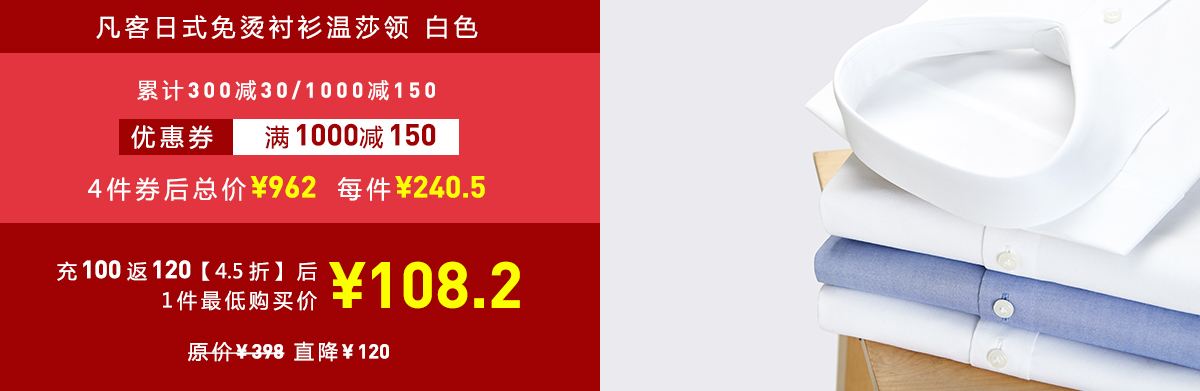 凡客日式免烫衬衫温莎领 白色
累计300减30/1000减150
优惠券 满1000减150
4件券后总价¥962 每件¥240.5
充100返120【4.5折】后
1件最低购买价 ¥108.2
原价¥398 直降¥120